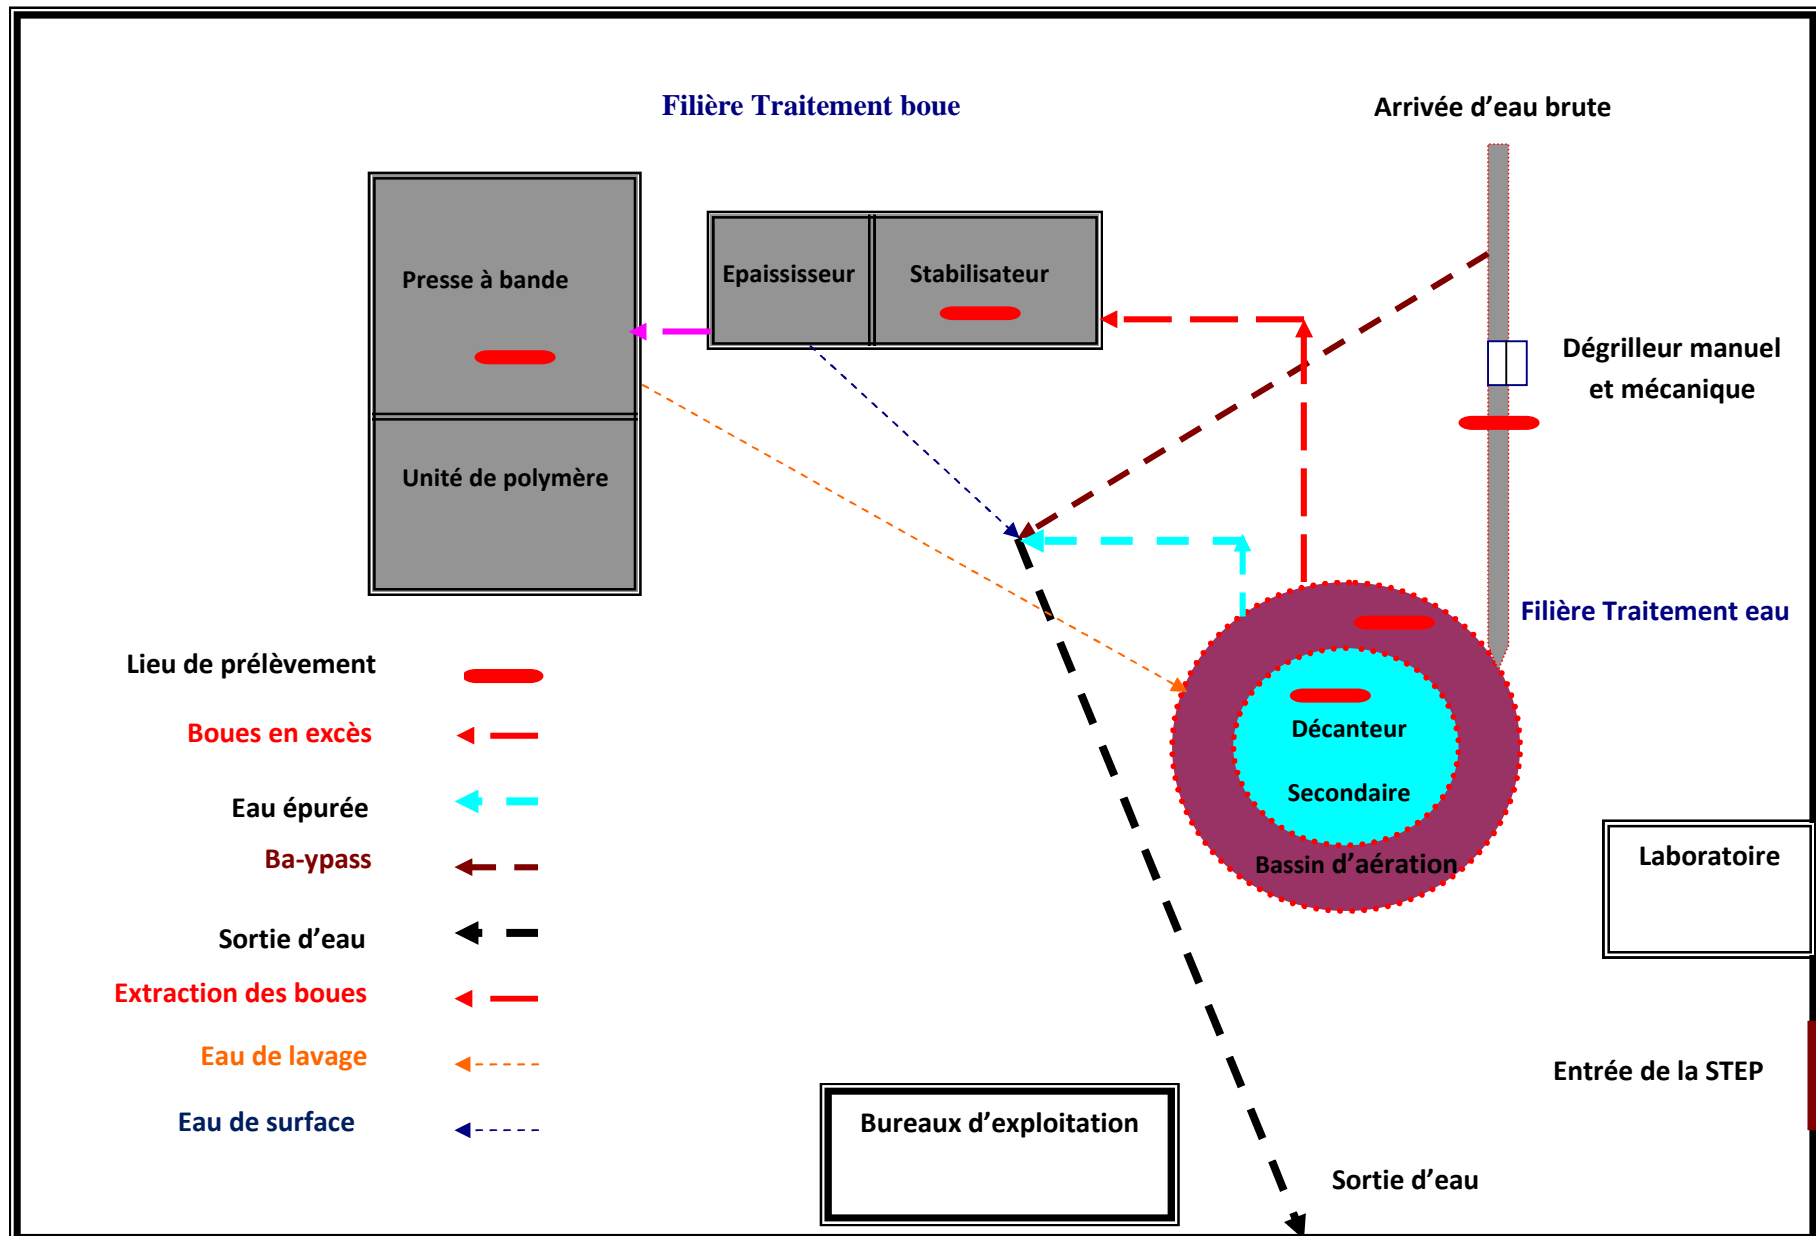 Filière Traitement boue
Arrivée d’eau brute
Presse à bande
Epaississeur
Stabilisateur
Dégrilleur manuel
et mécanique
Unité de polymère
Filière Traitement eau
Lieu de prélèvement
Boues en excès
Eau épurée
Ba-ypass
Sortie d’eau
Extraction des boues
Eau de lavage
Eau de surface
Décanteur
Secondaire
Bassin d’aération
Laboratoire
Entrée de la STEP
Bureaux d’exploitation
Sortie d’eau